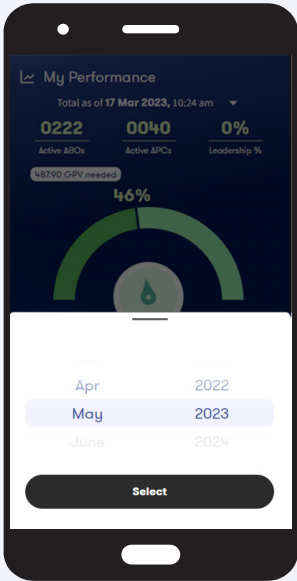 My Performance
Total as of 17 Mar 2023, 10:24 am
0222 0040 0%
Active ABOs Active APCs Leadership %
487.90 GPV needed
46%
Apr 2022
May 2023
June 2024
Select